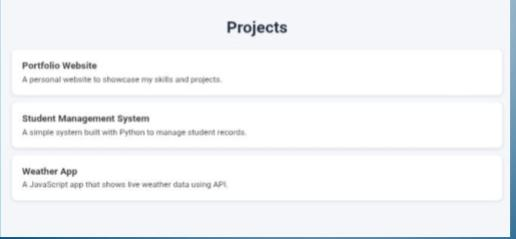 Projects
Portfolio Website
A personal website to showcase my skills and projects.
Student Management System
A simple system built with Python to manage student records.
Weather App
A JavaScript app that shows live weather data using API.